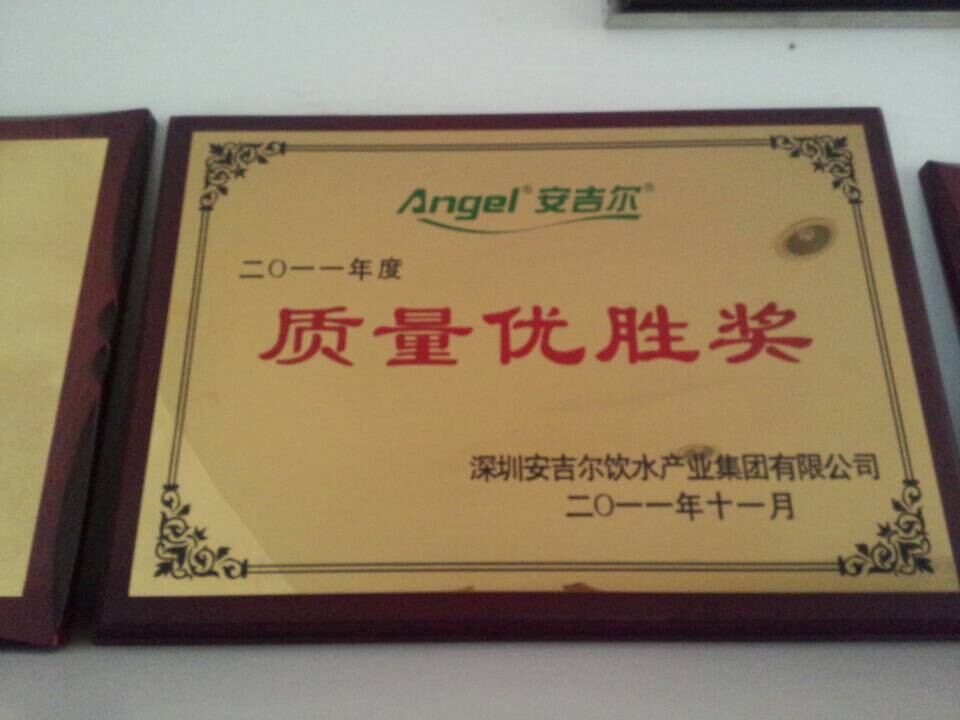 Angel® 安吉尔®
二〇一一年度
质量优胜奖
深圳安吉尔饮水产业集团有限公司
二〇一一年十一月